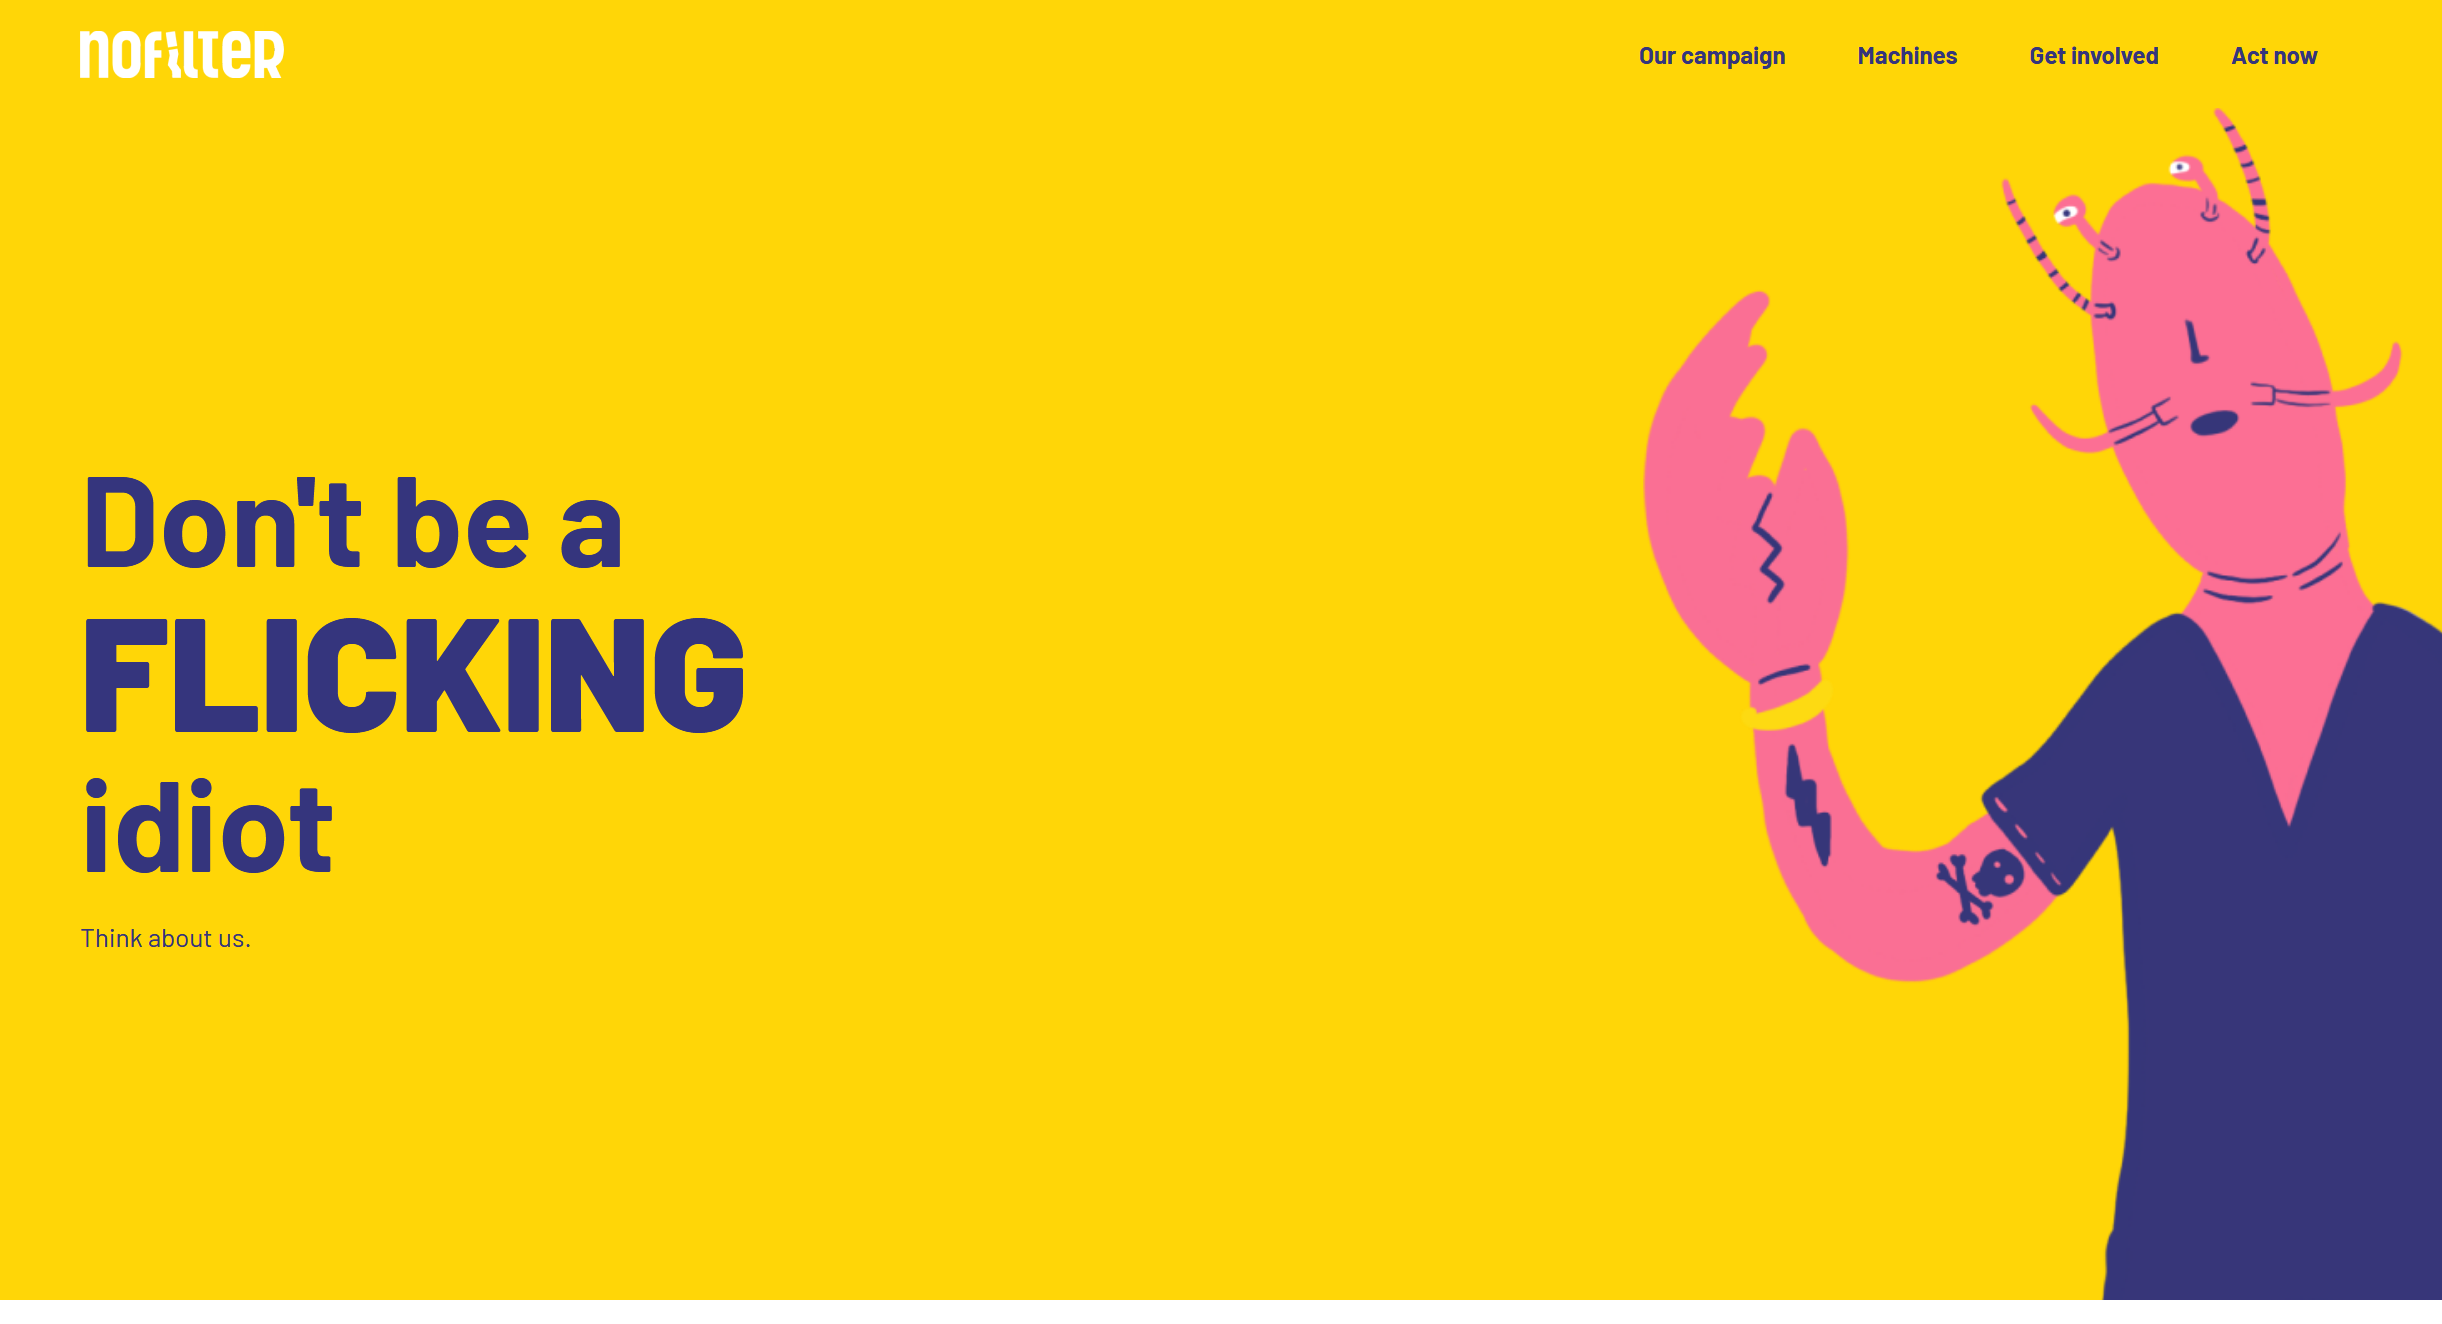 nofilter
Our campaign Machines Get involved Act now
Don't be a
FLICKING
idiot
Think about us.